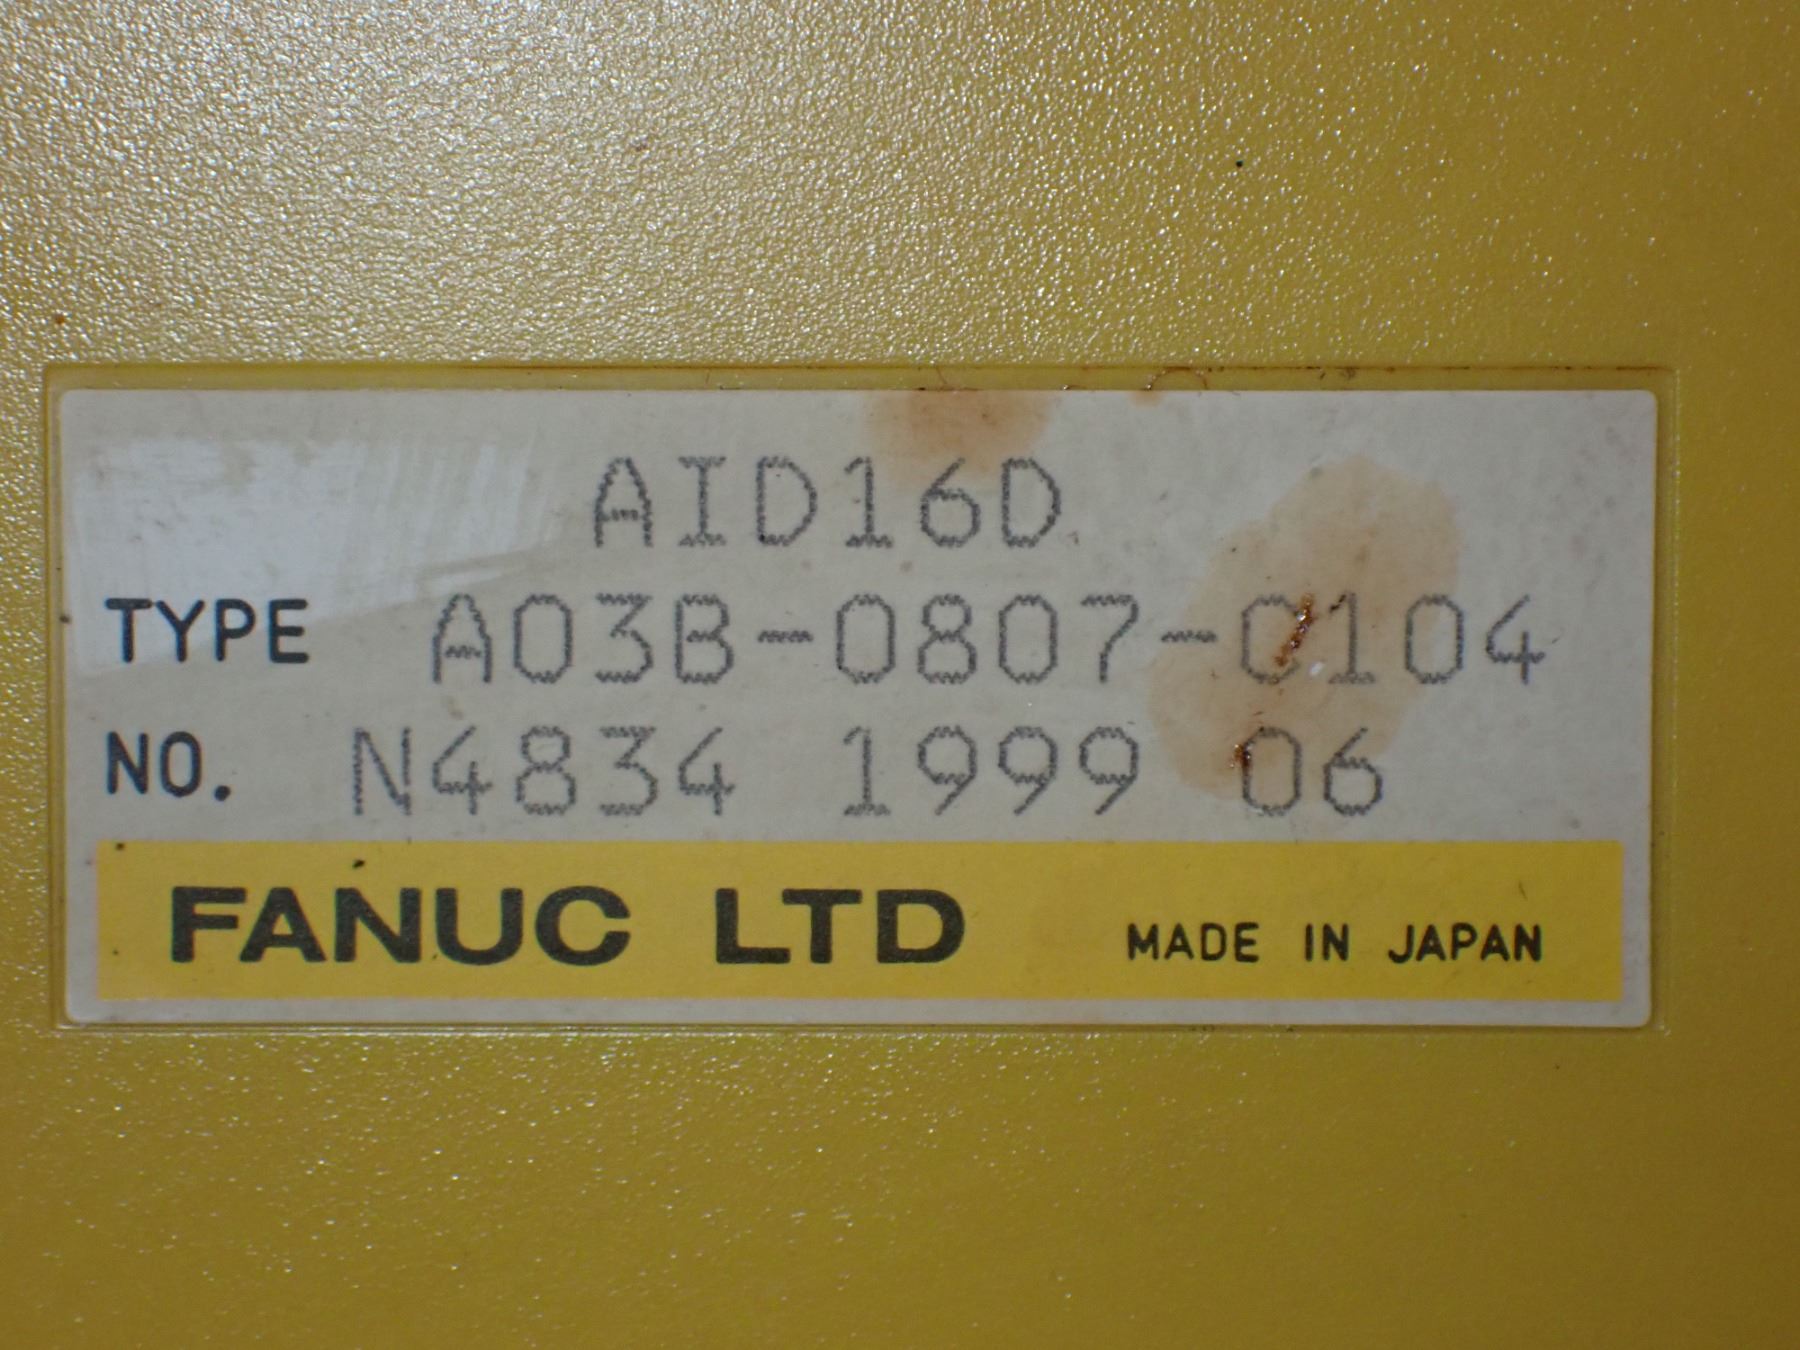 AID16D
TYPE A03B-0807-C104
NO. N4834 1999 06
FANUC LTD MADE IN JAPAN